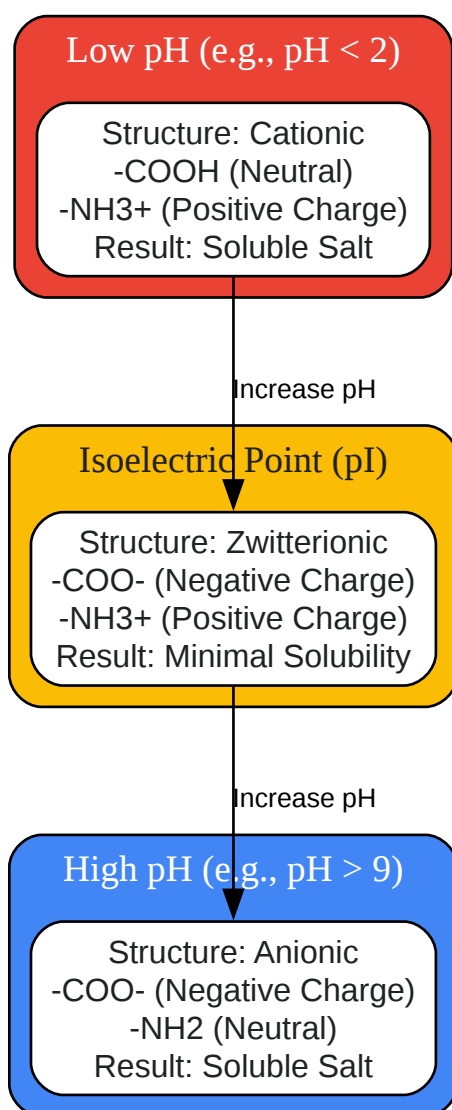 Low pH (e.g., pH < 2)
Structure: Cationic
-COOH (Neutral)
-NH3+ (Positive Charge)
Result: Soluble Salt
Increase pH
Isoelectric Point (pI)
Structure: Zwitterionic
-COO- (Negative Charge)
-NH3+ (Positive Charge)
Result: Minimal Solubility
Increase pH
High pH (e.g., pH > 9)
Structure: Anionic
-COO- (Negative Charge)
-NH2 (Neutral)
Result: Soluble Salt